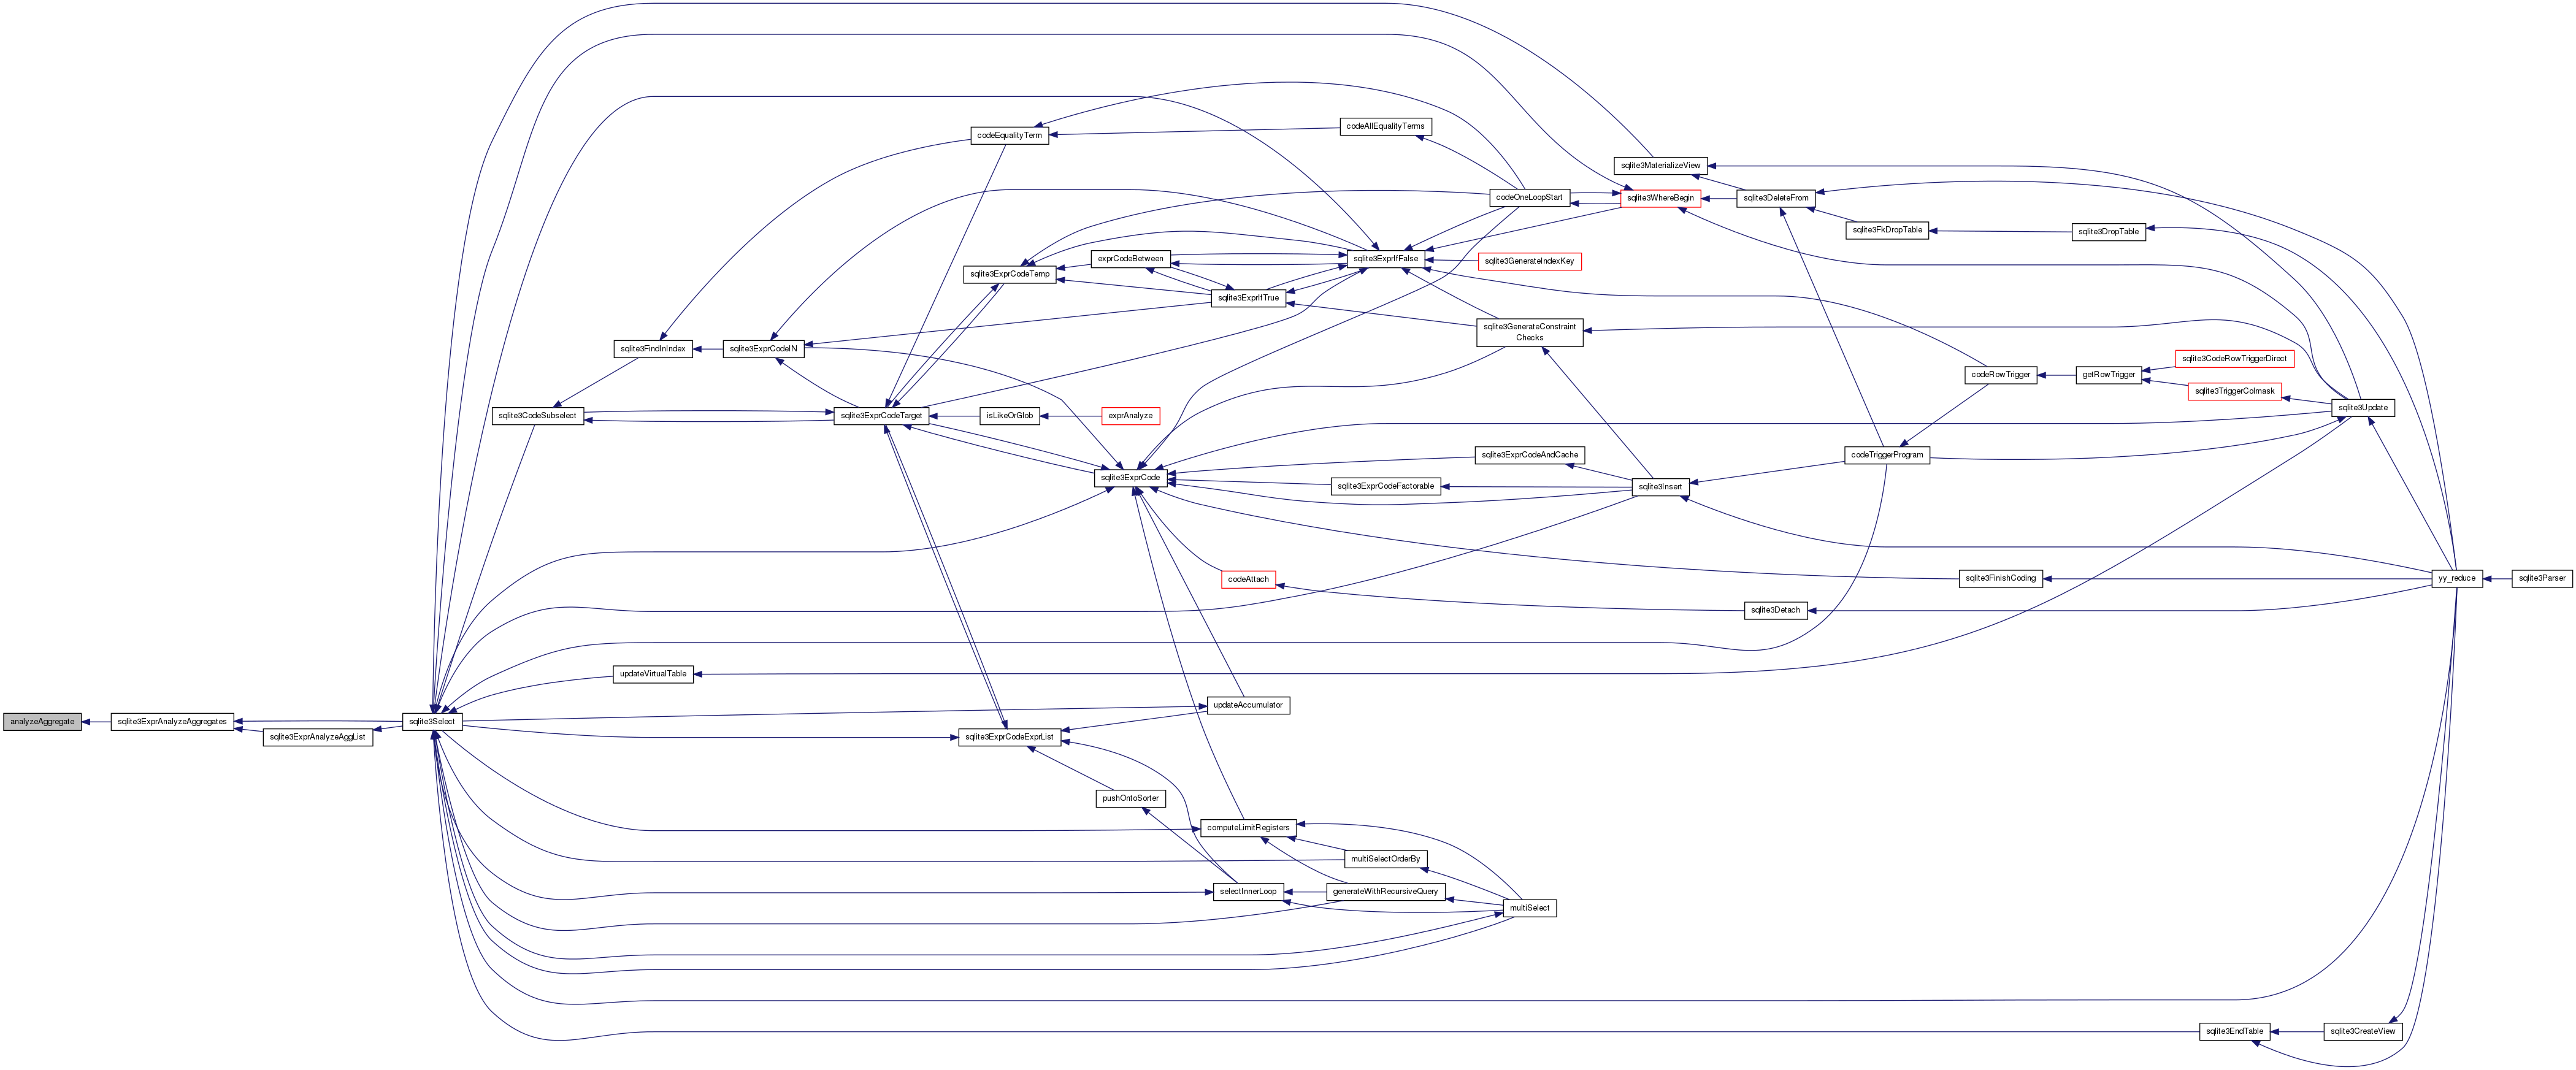 analyzeAggregate
sqlite3ExprAnalyzeAggregates
sqlite3ExprAnalyzeAggList
sqlite3Select
sqlite3CodeSubselect
sqlite3FindInIndex
updateVirtualTable
sqlite3ExprCodeIN
sqlite3ExprCodeTarget
codeEqualityTerm
sqlite3ExprCodeTemp
isLikeOrGlob
sqlite3ExprCodeExprList
exprCodeBetween
exprAnalyze
sqlite3ExprCode
pushOntoSorter
sqlite3ExprIfTrue
codeAttach
updateAccumulator
computeLimitRegisters
selectInnerLoop
codeAllEqualityTerms
sqlite3ExprIfFalse
sqlite3ExprCodeFactorable
multiSelectOrderBy
generateWithRecursiveQuery
codeOneLoopStart
sqlite3GenerateIndexKey
sqlite3GenerateConstraint
Checks
sqlite3ExprCodeAndCache
multiSelect
sqlite3MaterializeView
sqlite3WhereBegin
sqlite3Insert
sqlite3DeleteFrom
sqlite3Detach
sqlite3FkDropTable
codeTriggerProgram
codeRowTrigger
sqlite3FinishCoding
sqlite3DropTable
getRowTrigger
sqlite3CodeRowTriggerDirect
sqlite3TriggerColmask
sqlite3EndTable
sqlite3Update
sqlite3CreateView
yy_reduce
sqlite3Parser